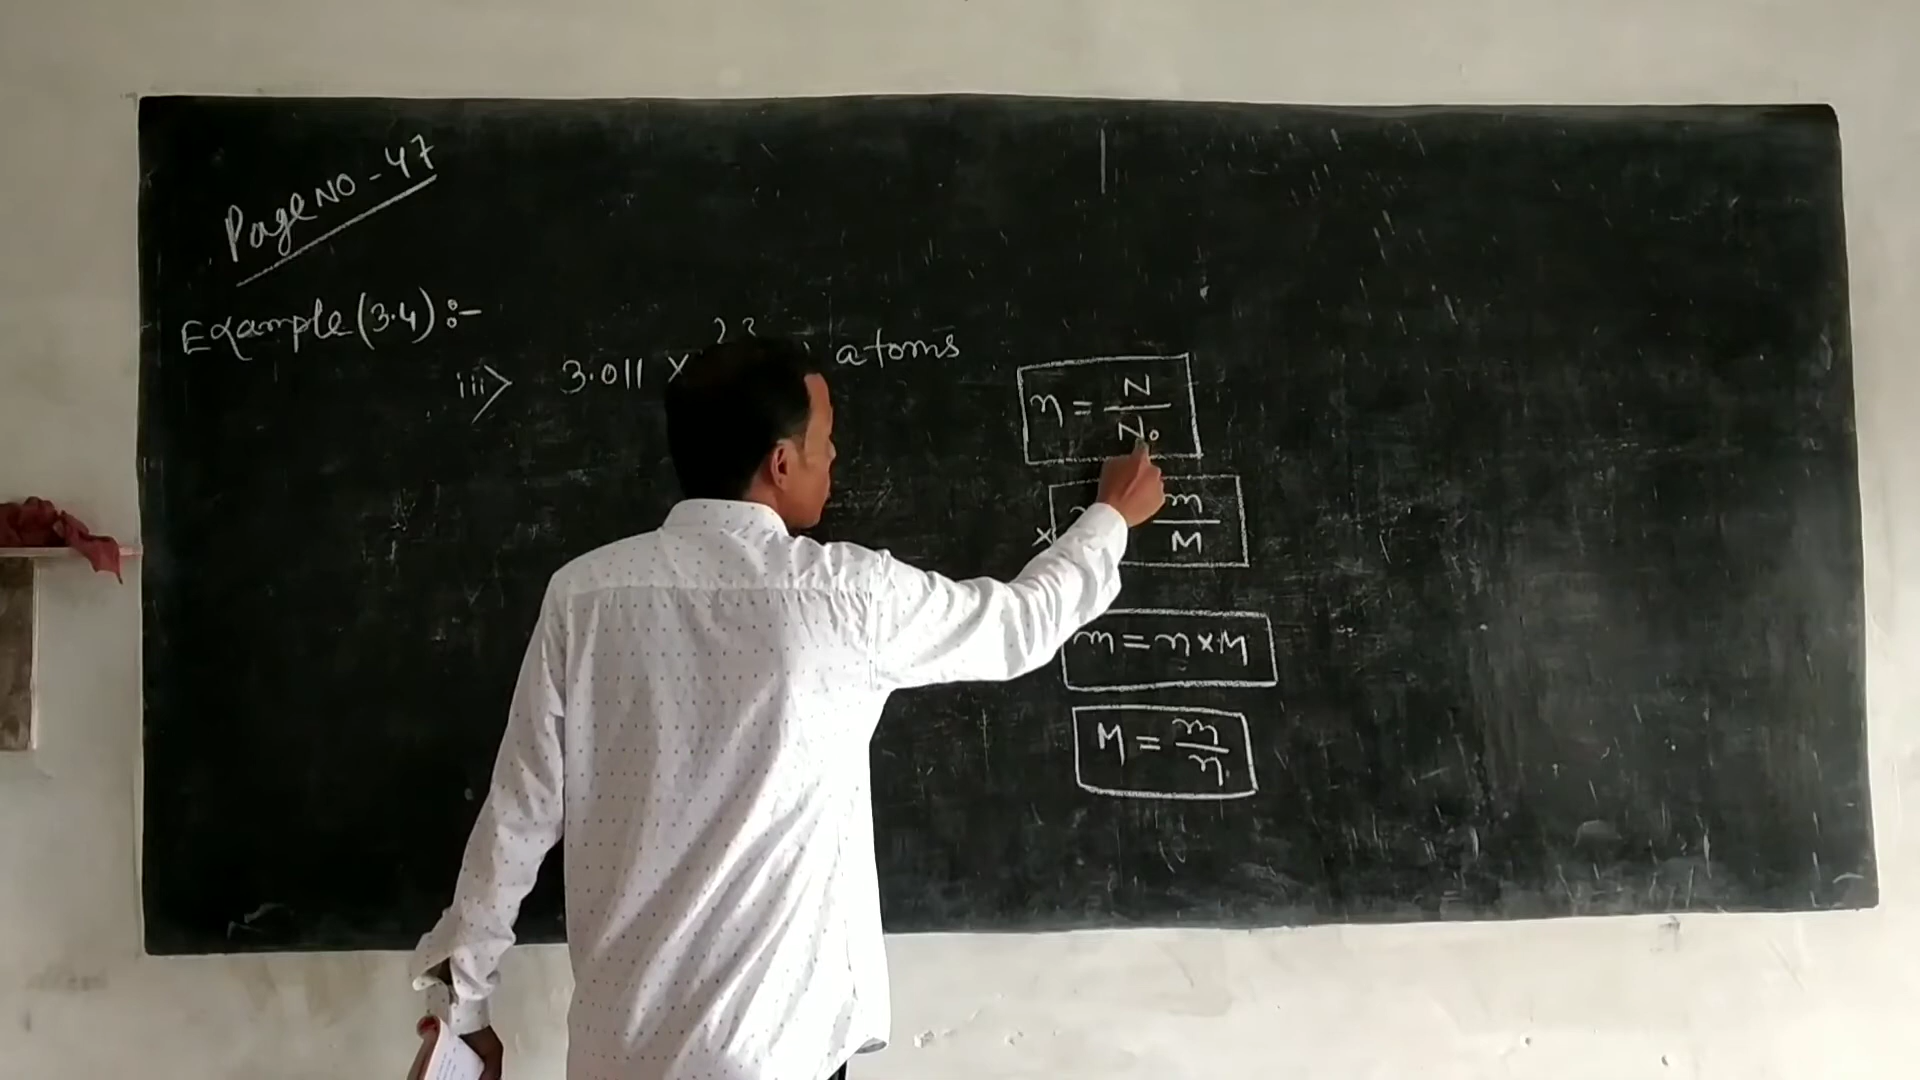 Page NO - 47
Example (3.4) :-
iii> 3.011 × 22 atoms
n = N / N₀
× m / M
m = n × M
M = m / n